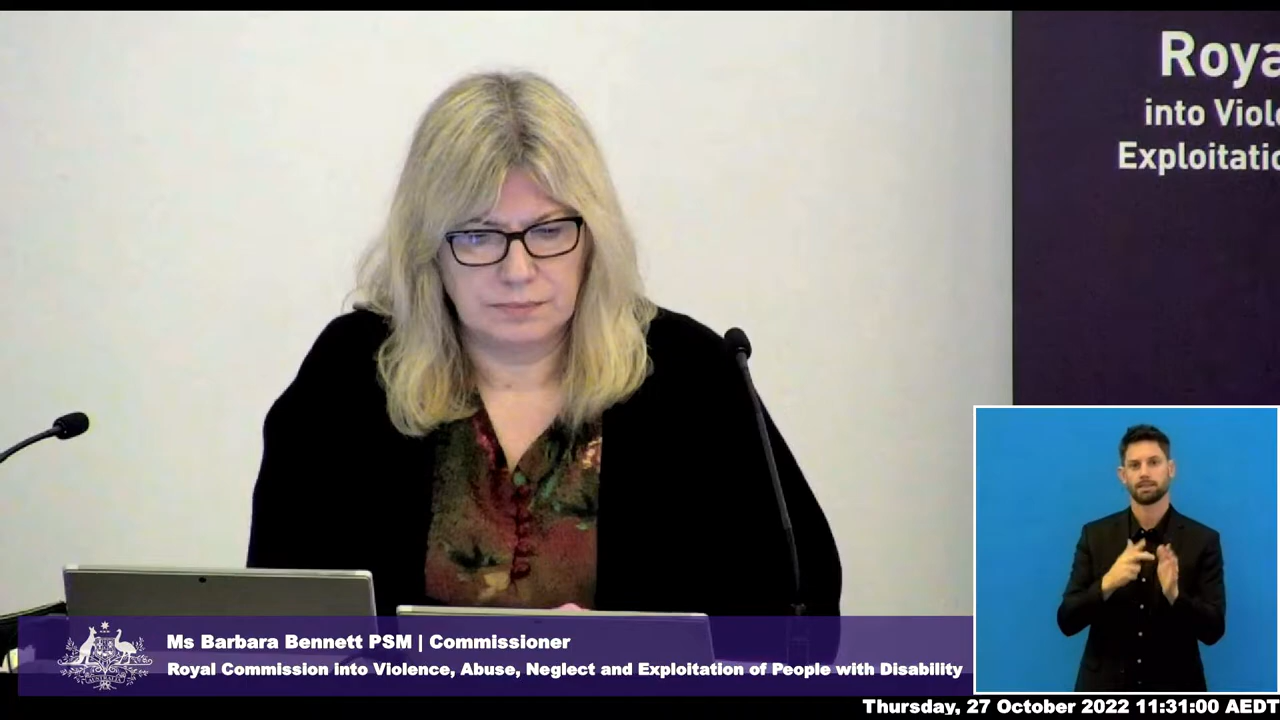 Roya
into Viole
Exploitatio
Ms Barbara Bennett PSM | Commissioner
Royal Commission into Violence, Abuse, Neglect and Exploitation of People with Disability
Thursday, 27 October 2022 11:31:00 AEDT